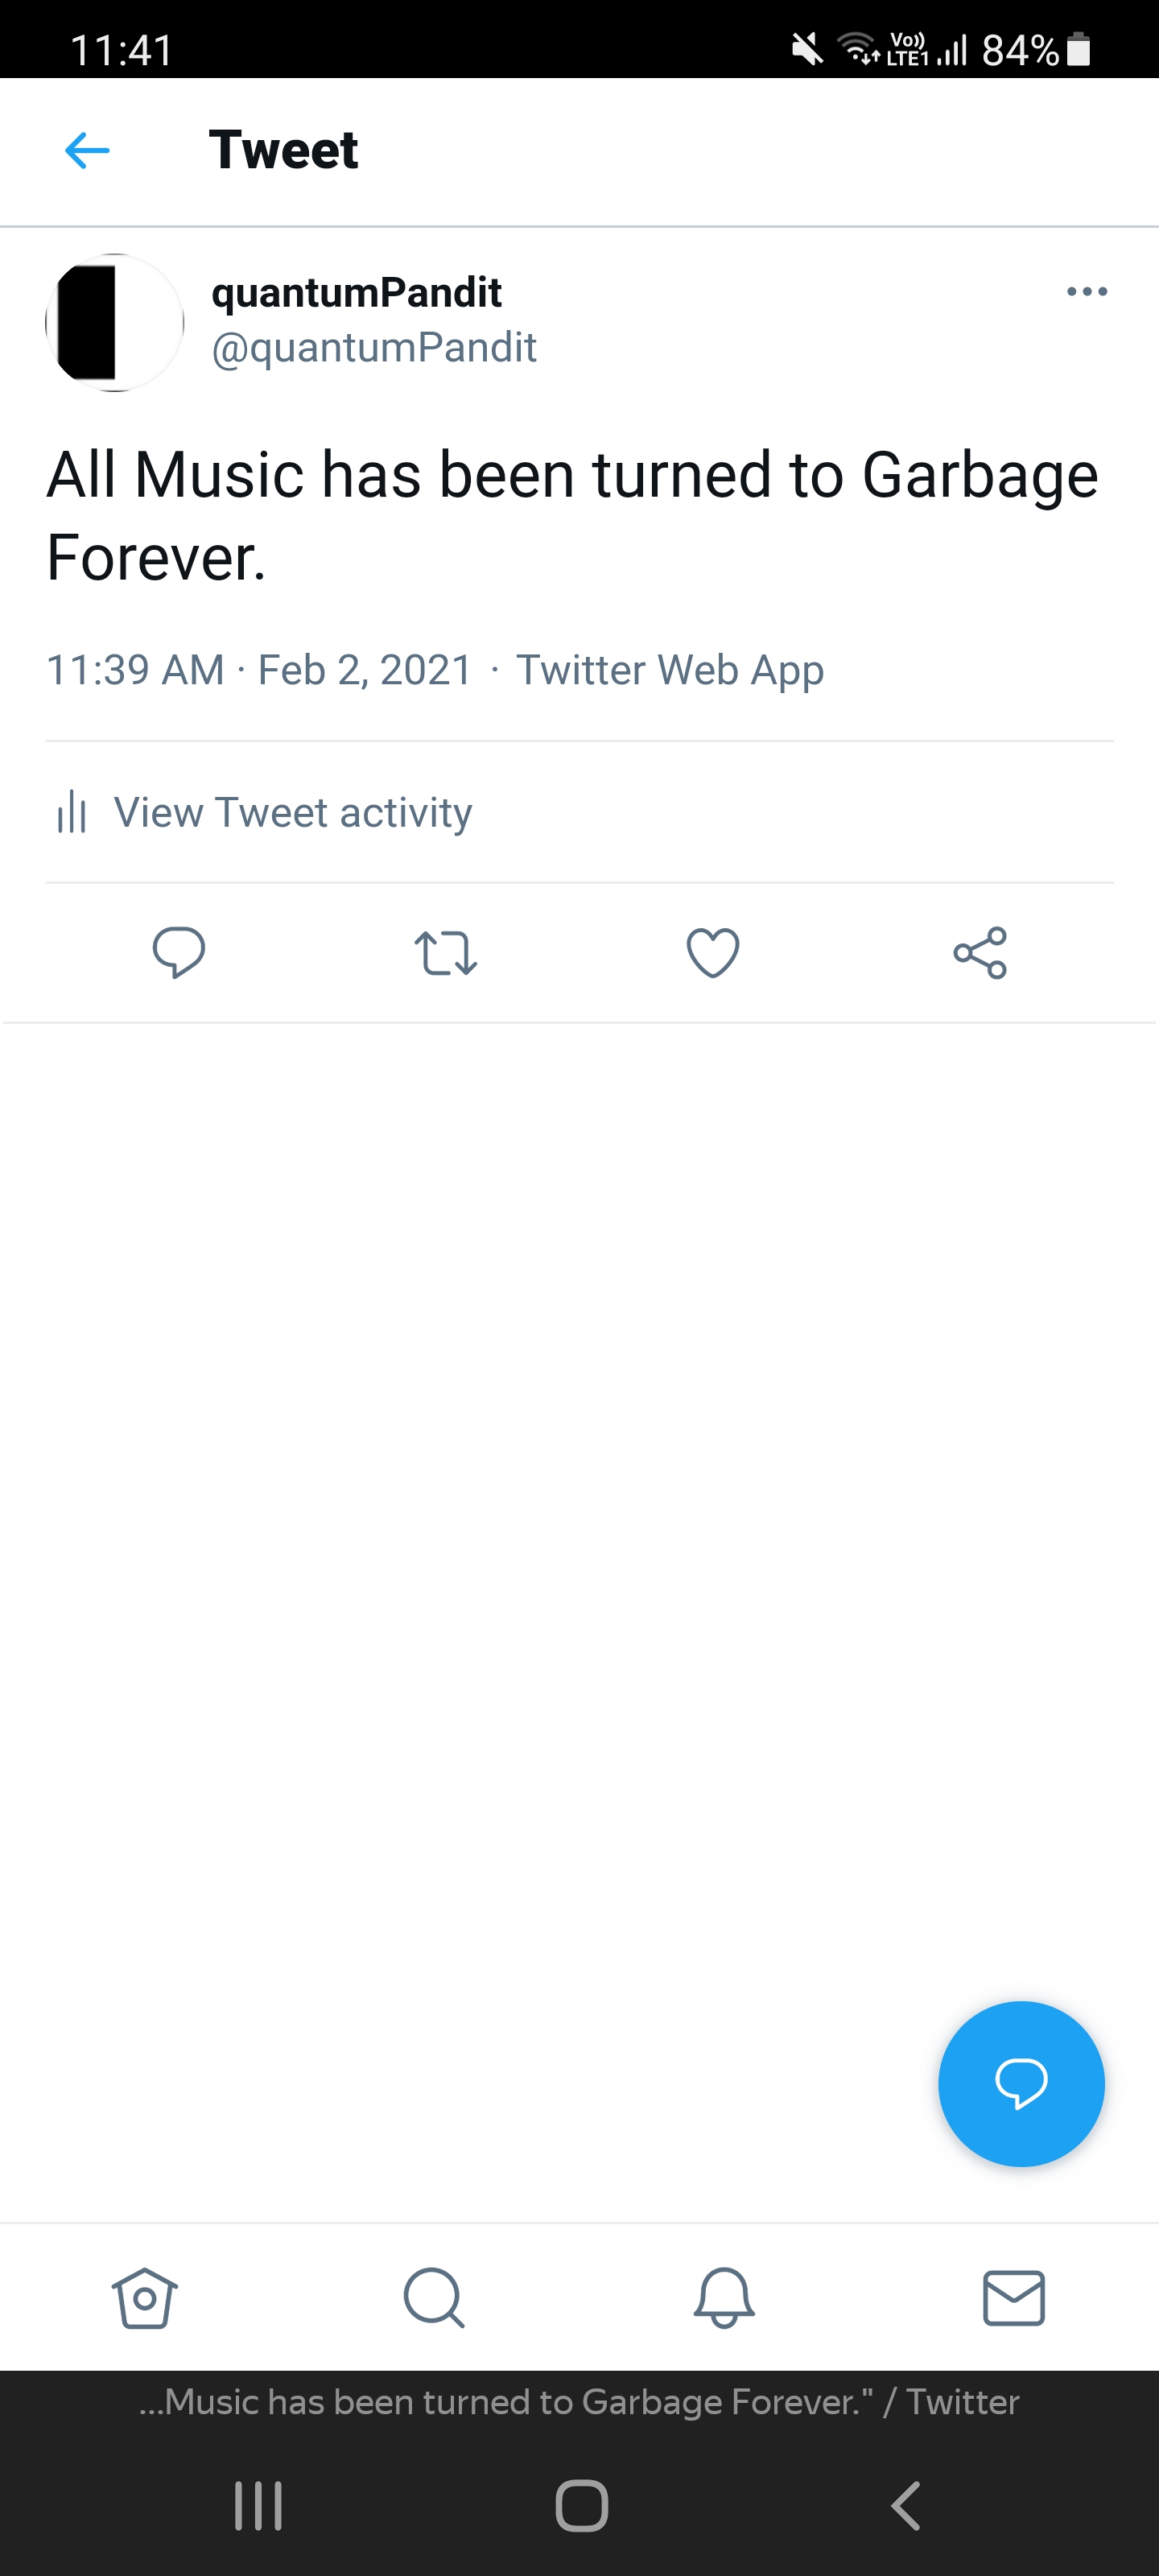 11:41 Vo)) LTE1 84%
Tweet
quantumPandit
@quantumPandit
All Music has been turned to Garbage
Forever.
11:39 AM · Feb 2, 2021 · Twitter Web App
View Tweet activity
...Music has been turned to Garbage Forever." / Twitter